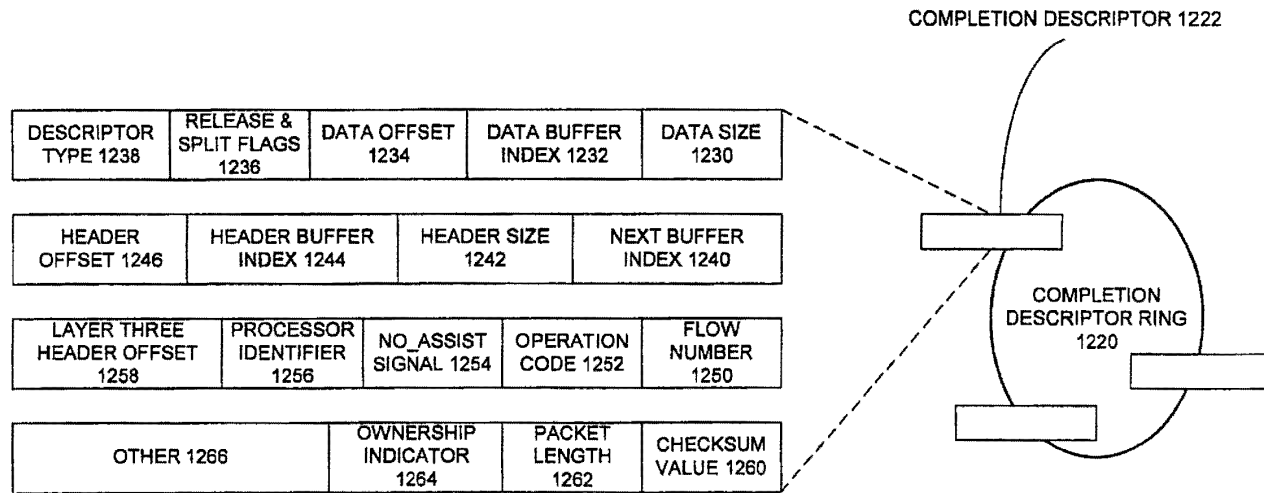 COMPLETION DESCRIPTOR 1222
DESCRIPTOR
TYPE 1238
RELEASE &
SPLIT FLAGS
1236
DATA OFFSET
1234
DATA BUFFER
INDEX 1232
DATA SIZE
1230
HEADER
OFFSET 1246
HEADER BUFFER
INDEX 1244
HEADER SIZE
1242
NEXT BUFFER
INDEX 1240
LAYER THREE
HEADER OFFSET
1258
PROCESSOR
IDENTIFIER
1256
NO_ASSIST
SIGNAL 1254
OPERATION
CODE 1252
FLOW
NUMBER
1250
OTHER 1266
OWNERSHIP
INDICATOR
1264
PACKET
LENGTH
1262
CHECKSUM
VALUE 1260
COMPLETION
DESCRIPTOR RING
1220